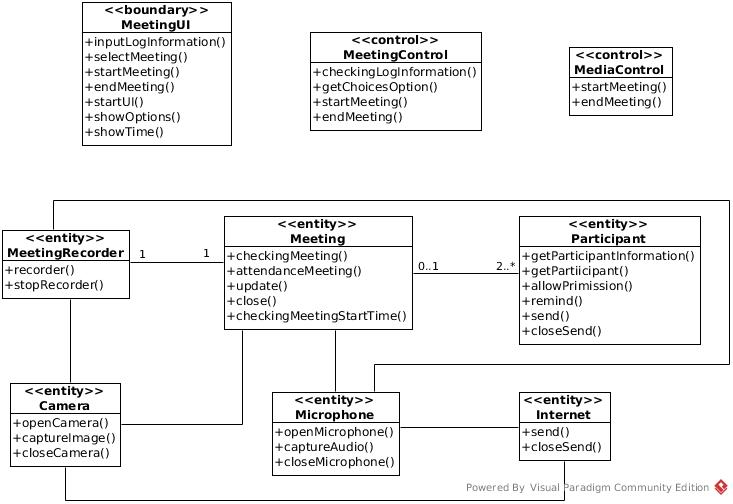 <<boundary>>
MeetingUI
+inputLogInformation()
+selectMeeting()
+startMeeting()
+endMeeting()
+startUI()
+showOptions()
+showTime()
<<control>>
MeetingControl
+checkingLogInformation()
+getChoicesOption()
+startMeeting()
+endMeeting()
<<control>>
MediaControl
+startMeeting()
+endMeeting()
<<entity>>
MeetingRecorder
+recorder()
+stopRecorder()
1
1
<<entity>>
Meeting
+checkingMeeting()
+attendanceMeeting()
+update()
+close()
+checkingMeetingStartTime()
0..1
2..*
<<entity>>
Participant
+getParticipantInformation()
+getPartiicipant()
+allowPrimission()
+remind()
+send()
+closeSend()
<<entity>>
Camera
+openCamera()
+captureImage()
+closeCamera()
<<entity>>
Microphone
+openMicrophone()
+captureAudio()
+closeMicrophone()
<<entity>>
Internet
+send()
+closeSend()
Powered By Visual Paradigm Community Edition